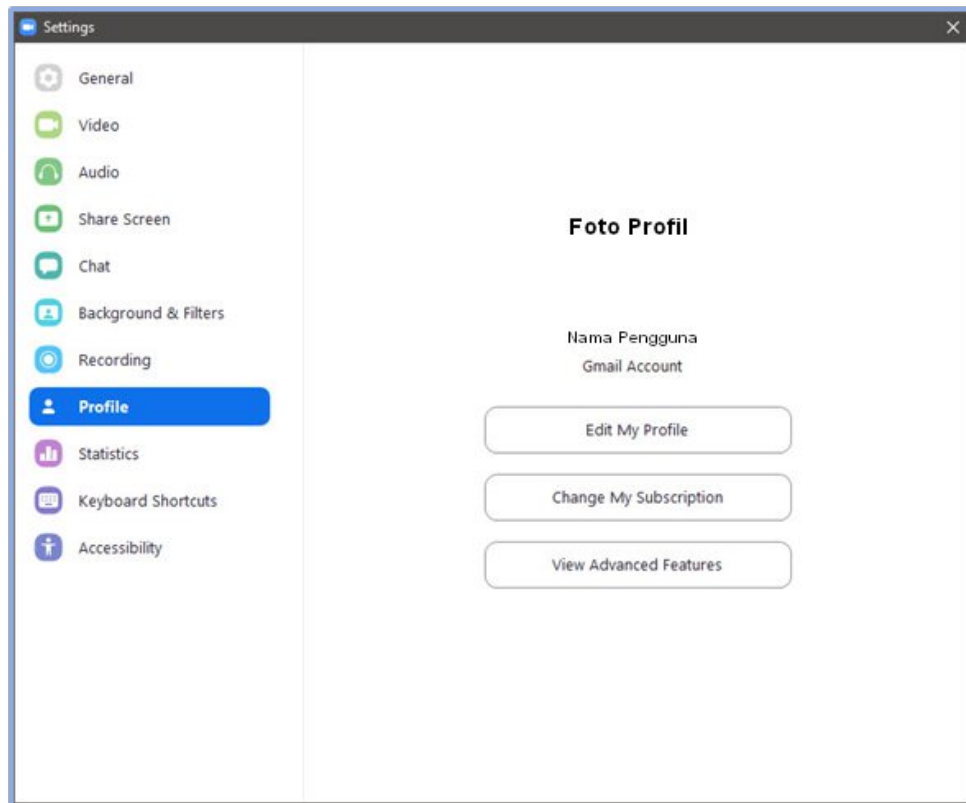 Settings
General
Video
Audio
Share Screen
Chat
Background & Filters
Recording
Profile
Statistics
Keyboard Shortcuts
Accessibility
Foto Profil
Nama Pengguna
Gmail Account
Edit My Profile
Change My Subscription
View Advanced Features